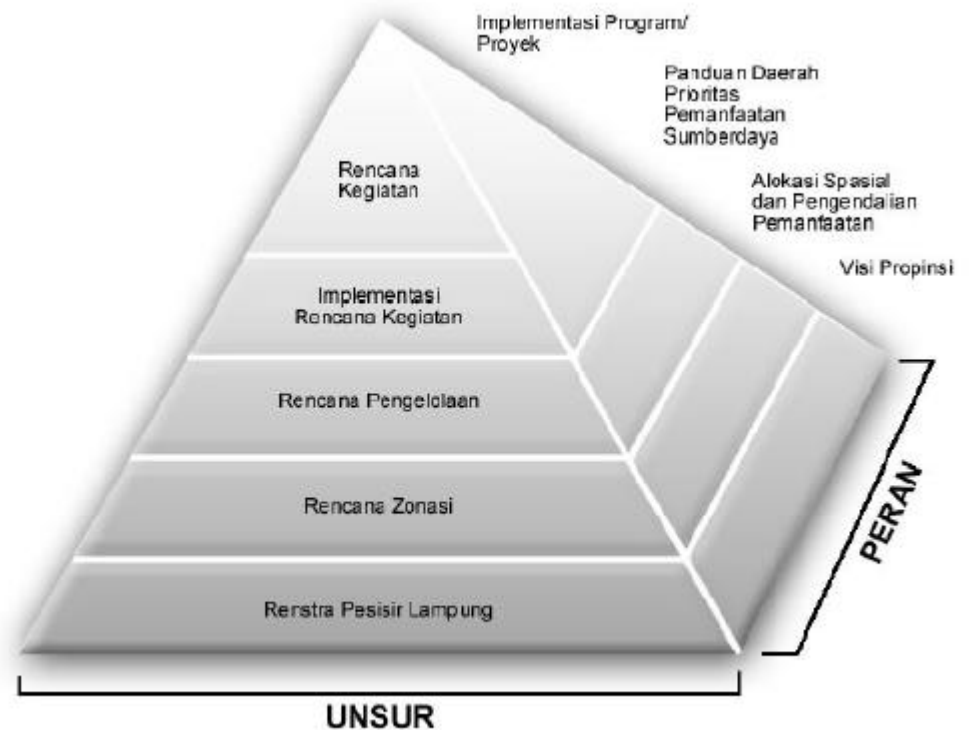 Implementasi Program/
Proyek
Panduan Daerah
Prioritas
Pemanfaatan
Sumberdaya
Alokasi Spasial
dan Pengendalian
Pemanfaatan
Visi Propinsi
Rencana
Kegiatan
Implementasi
Rencana Kegiatan
Rencana Pengelolaan
Rencana Zonasi
Renstra Pesisir Lampung
PERAN
UNSUR